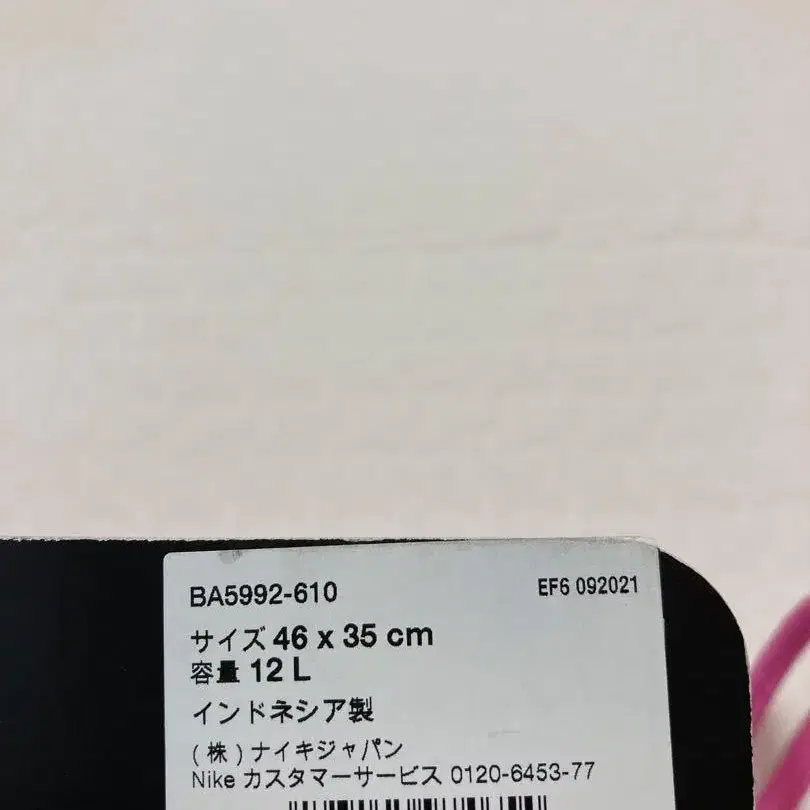 BA5992-610 EF6 092021
サイズ 46 x 35 cm
容量 12 L
インドネシア製
(株)ナイキジャパン
Nike カスタマーサービス 0120-6453-77